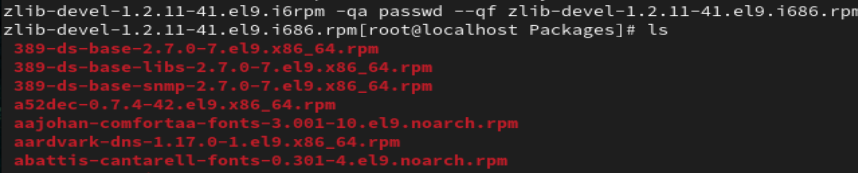 zlib-devel-1.2.11-41.el9.i6rpm -qa passwd --qf zlib-devel-1.2.11-41.el9.i686.rpm
zlib-devel-1.2.11-41.el9.i686.rpm[root@localhost Packages]# ls
389-ds-base-2.7.0-7.el9.x86_64.rpm
389-ds-base-libs-2.7.0-7.el9.x86_64.rpm
389-ds-base-snmp-2.7.0-7.el9.x86_64.rpm
a52dec-0.7.4-42.el9.x86_64.rpm
aajohan-comfortaa-fonts-3.001-10.el9.noarch.rpm
aardvark-dns-1.17.0-1.el9.x86_64.rpm
abattis-cantarell-fonts-0.301-4.el9.noarch.rpm